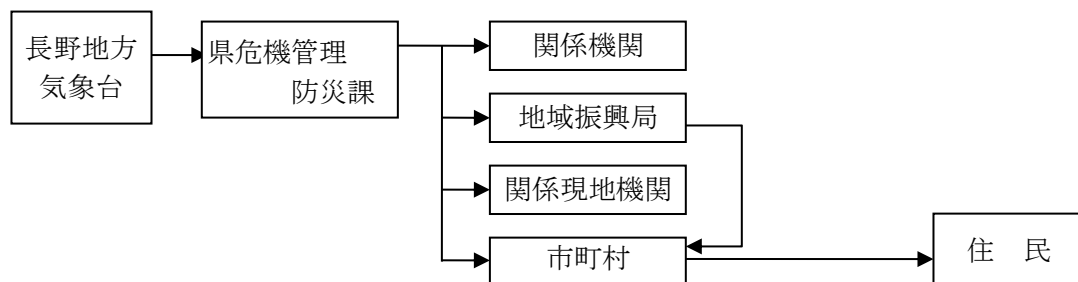 長野地方
気象台
県危機管理
防災課
関係機関
地域振興局
関係現地機関
市町村
住　民